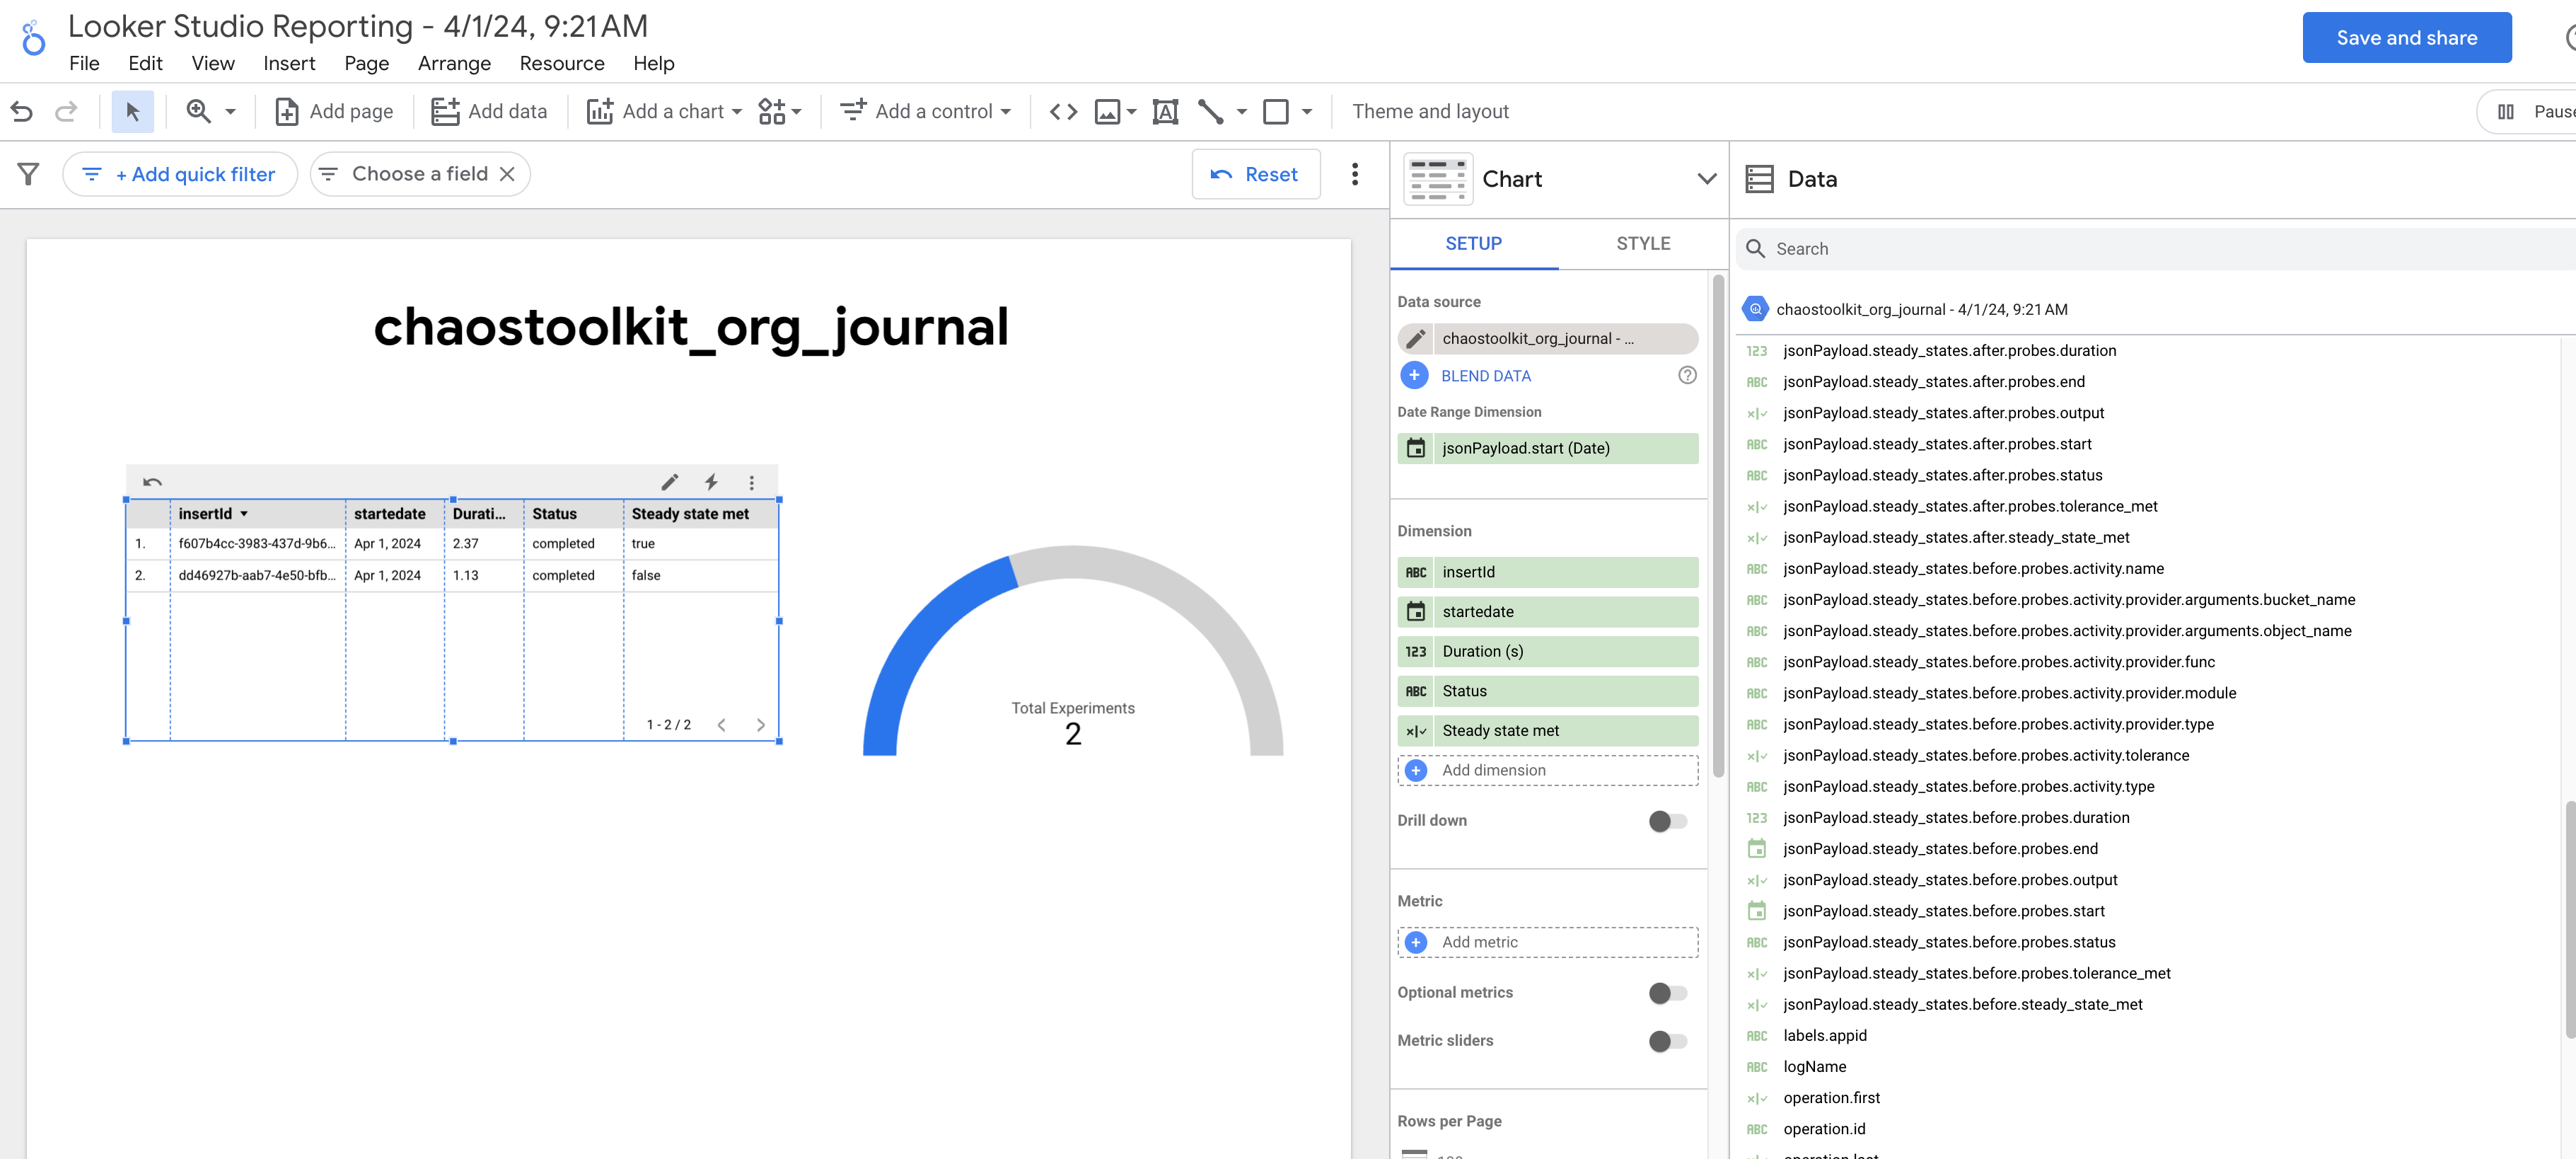 Looker Studio Reporting - 4/1/24, 9:21 AM
File Edit View Insert Page Arrange Resource Help
Save and share
Add page Add data Add a chart Add a control Theme and layout
+ Add quick filter Choose a field Reset
chaostoolkit_org_journal
insertId startedate Durati... Status Steady state met
1. f607b4cc-3983-437d-9b6... Apr 1, 2024 2.37 completed true
2. dd46927b-aab7-4e50-bfb... Apr 1, 2024 1.13 completed false
1 - 2 / 2
Total Experiments
2
Chart
SETUP STYLE
Data source
chaostoolkit_org_journal - ...
BLEND DATA
Date Range Dimension
jsonPayload.start (Date)
Dimension
ABC insertId
startedate
123 Duration (s)
ABC Status
Steady state met
Add dimension
Drill down
Metric
Add metric
Optional metrics
Metric sliders
Rows per Page
Data
Search
chaostoolkit_org_journal - 4/1/24, 9:21 AM
123 jsonPayload.steady_states.after.probes.duration
ABC jsonPayload.steady_states.after.probes.end
jsonPayload.steady_states.after.probes.output
ABC jsonPayload.steady_states.after.probes.start
ABC jsonPayload.steady_states.after.probes.status
jsonPayload.steady_states.after.probes.tolerance_met
jsonPayload.steady_states.after.steady_state_met
ABC jsonPayload.steady_states.before.probes.activity.name
ABC jsonPayload.steady_states.before.probes.activity.provider.arguments.bucket_name
ABC jsonPayload.steady_states.before.probes.activity.provider.arguments.object_name
ABC jsonPayload.steady_states.before.probes.activity.provider.func
ABC jsonPayload.steady_states.before.probes.activity.provider.module
ABC jsonPayload.steady_states.before.probes.activity.provider.type
jsonPayload.steady_states.before.probes.activity.tolerance
ABC jsonPayload.steady_states.before.probes.activity.type
123 jsonPayload.steady_states.before.probes.duration
jsonPayload.steady_states.before.probes.end
jsonPayload.steady_states.before.probes.output
jsonPayload.steady_states.before.probes.start
ABC jsonPayload.steady_states.before.probes.status
jsonPayload.steady_states.before.probes.tolerance_met
jsonPayload.steady_states.before.steady_state_met
ABC labels.appid
ABC logName
operation.first
ABC operation.id